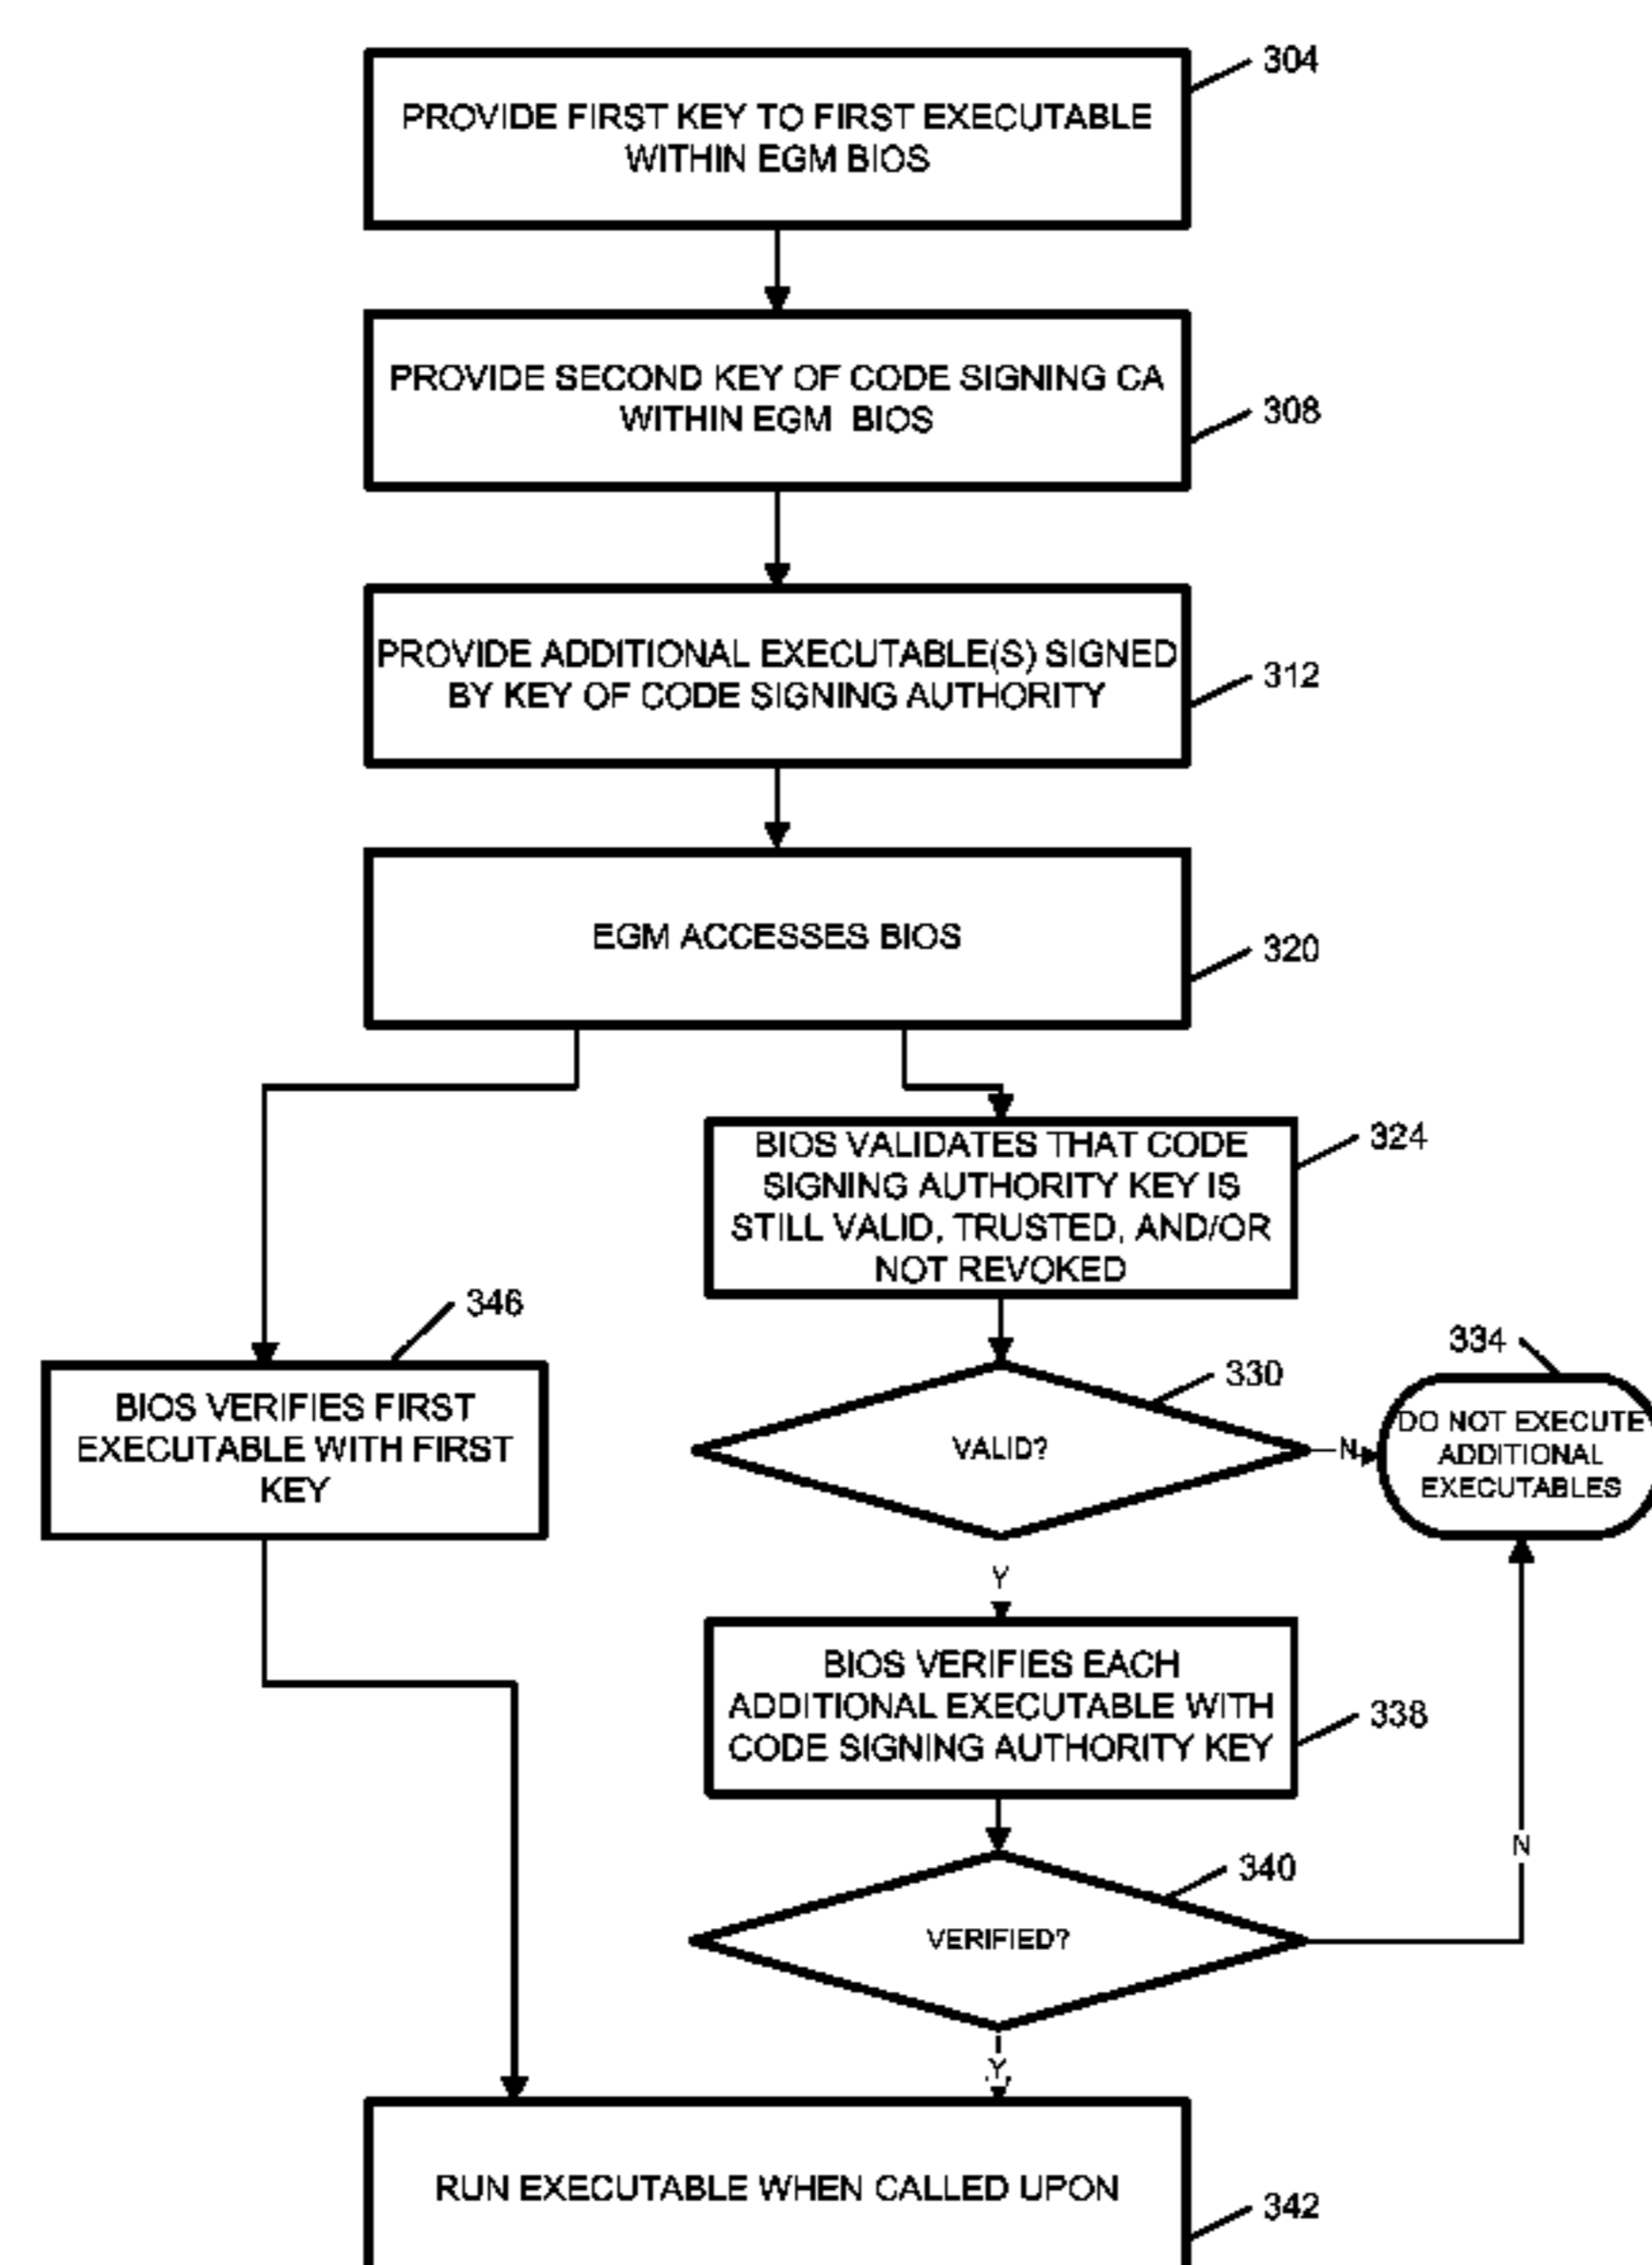 304
PROVIDE FIRST KEY TO FIRST EXECUTABLE
WITHIN EGM BIOS
PROVIDE SECOND KEY OF CODE SIGNING CA
WITHIN EGM BIOS
308
PROVIDE ADDITIONAL EXECUTABLE(S) SIGNED
BY KEY OF CODE SIGNING AUTHORITY
312
EGM ACCESSES BIOS
320
BIOS VALIDATES THAT CODE
SIGNING AUTHORITY KEY IS
STILL VALID, TRUSTED, AND/OR
NOT REVOKED
324
346
BIOS VERIFIES FIRST
EXECUTABLE WITH FIRST
KEY
330
VALID?
N
334
DO NOT EXECUTE
ADDITIONAL
EXECUTABLES
Y
BIOS VERIFIES EACH
ADDITIONAL EXECUTABLE WITH
CODE SIGNING AUTHORITY KEY
338
340
VERIFIED?
N
Y
RUN EXECUTABLE WHEN CALLED UPON
342